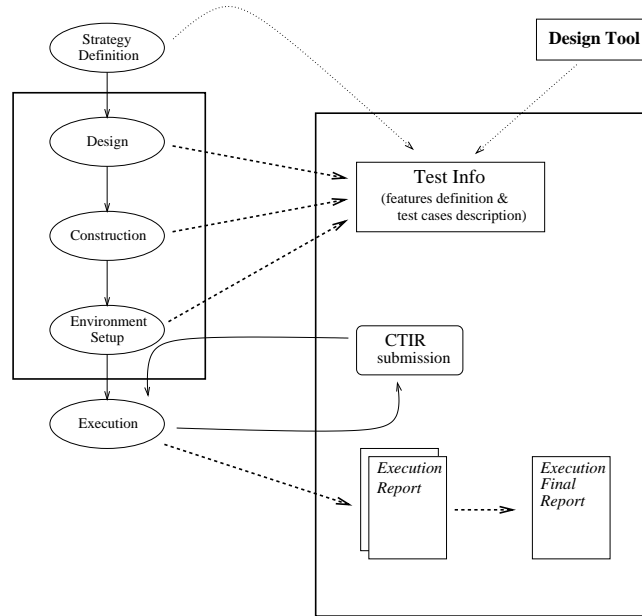 Strategy
Definition
Design Tool
Design
Test Info
(features definition &
test cases description)
Construction
Environment
Setup
CTIR
submission
Execution
Execution
Report
Execution
Final
Report